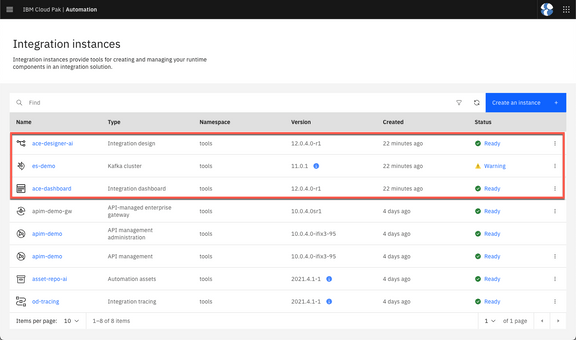 IBM Cloud Pak | Automation
Integration instances
Integration instances provide tools for creating and managing your runtime
components in an integration solution.
Find
Create an instance +
Name Type Namespace Version Created Status
ace-designer-ai Integration design tools 12.0.4.0-r1 22 minutes ago Ready
es-demo Kafka cluster tools 11.0.1 22 minutes ago Warning
ace-dashboard Integration dashboard tools 12.0.4.0-r1 22 minutes ago Ready
apim-demo-gw API-managed enterprise gateway tools 10.0.4.0sr1 4 days ago Ready
apim-demo API management administration tools 10.0.4.0-ifix3-95 4 days ago Ready
apim-demo API management tools 10.0.4.0-ifix3-95 4 days ago Ready
asset-repo-ai Automation assets tools 2021.4.1-1 4 days ago Ready
od-tracing Integration tracing tools 2021.4.1-1 4 days ago Ready
Items per page: 10 1–8 of 8 items 1 of 1 page